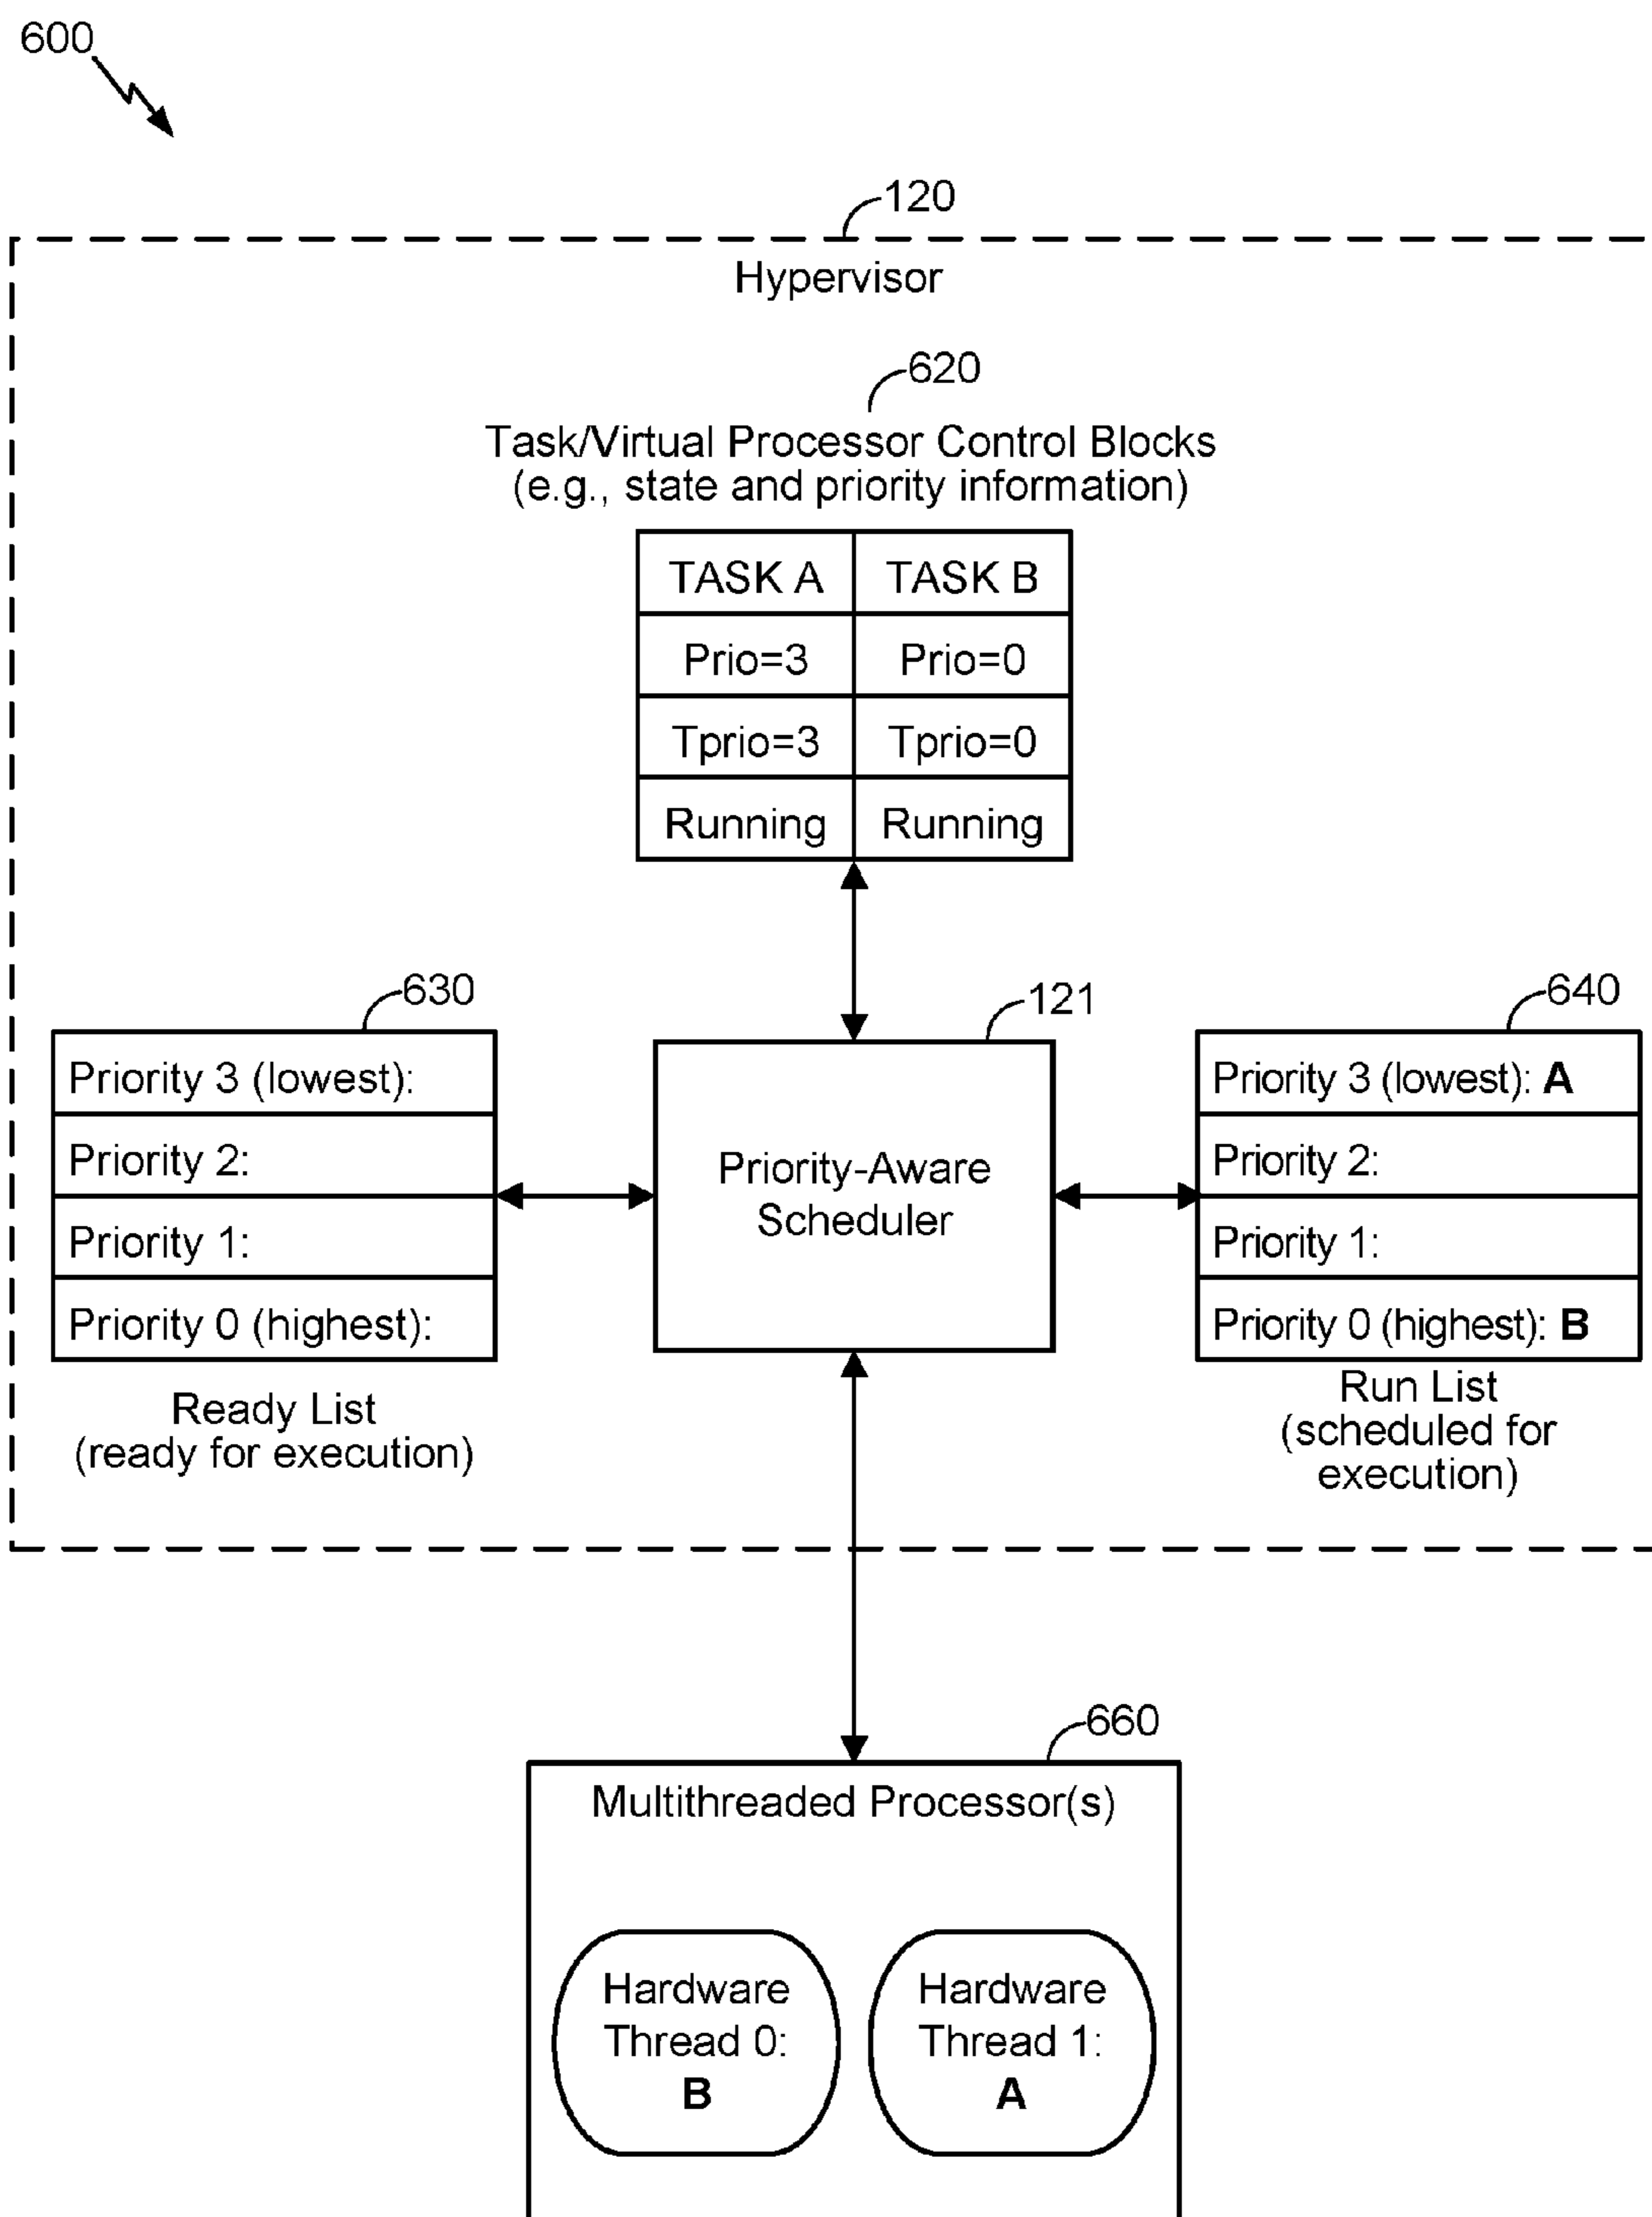 600
120
Hypervisor
620
Task/Virtual Processor Control Blocks
(e.g., state and priority information)
TASK A TASK B
Prio=3 Prio=0
Tprio=3 Tprio=0
Running Running
630
Priority 3 (lowest):
Priority 2:
Priority 1:
Priority 0 (highest):
Ready List
(ready for execution)
121
Priority-Aware
Scheduler
640
Priority 3 (lowest): A
Priority 2:
Priority 1:
Priority 0 (highest): B
Run List
(scheduled for
execution)
660
Multithreaded Processor(s)
Hardware
Thread 0:
B
Hardware
Thread 1:
A